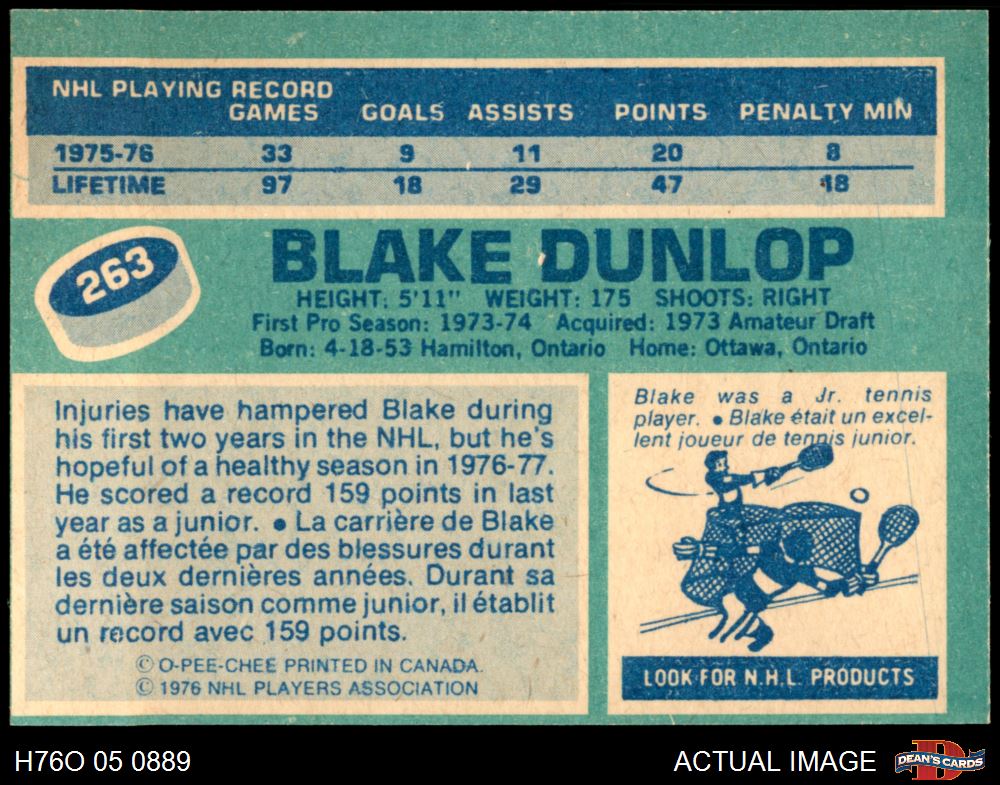 NHL PLAYING RECORD
GAMES GOALS ASSISTS POINTS PENALTY MIN
1975-76 33 9 11 20 8
LIFETIME 97 18 29 47 18
263
BLAKE DUNLOP
HEIGHT: 5'11" WEIGHT: 175 SHOOTS: RIGHT
First Pro Season: 1973-74 Acquired: 1973 Amateur Draft
Born: 4-18-53 Hamilton, Ontario Home: Ottawa, Ontario
Injuries have hampered Blake during
his first two years in the NHL, but he's
hopeful of a healthy season in 1976-77.
He scored a record 159 points in last
year as a junior. • La carrière de Blake
a été affectée par des blessures durant
les deux dernières années. Durant sa
dernière saison comme junior, il établit
un record avec 159 points.
© O-PEE-CHEE PRINTED IN CANADA.
© 1976 NHL PLAYERS ASSOCIATION
Blake was a Jr. tennis
player. • Blake était un excel-
lent joueur de tennis junior.
LOOK FOR N.H.L. PRODUCTS
H76O 05 0889
ACTUAL IMAGE
D
DEAN'S CARDS